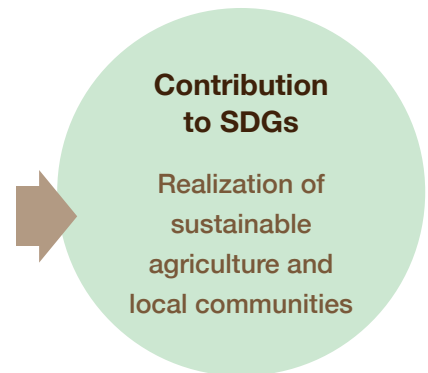 Contribution
to SDGs
Realization of
sustainable
agriculture and
local communities